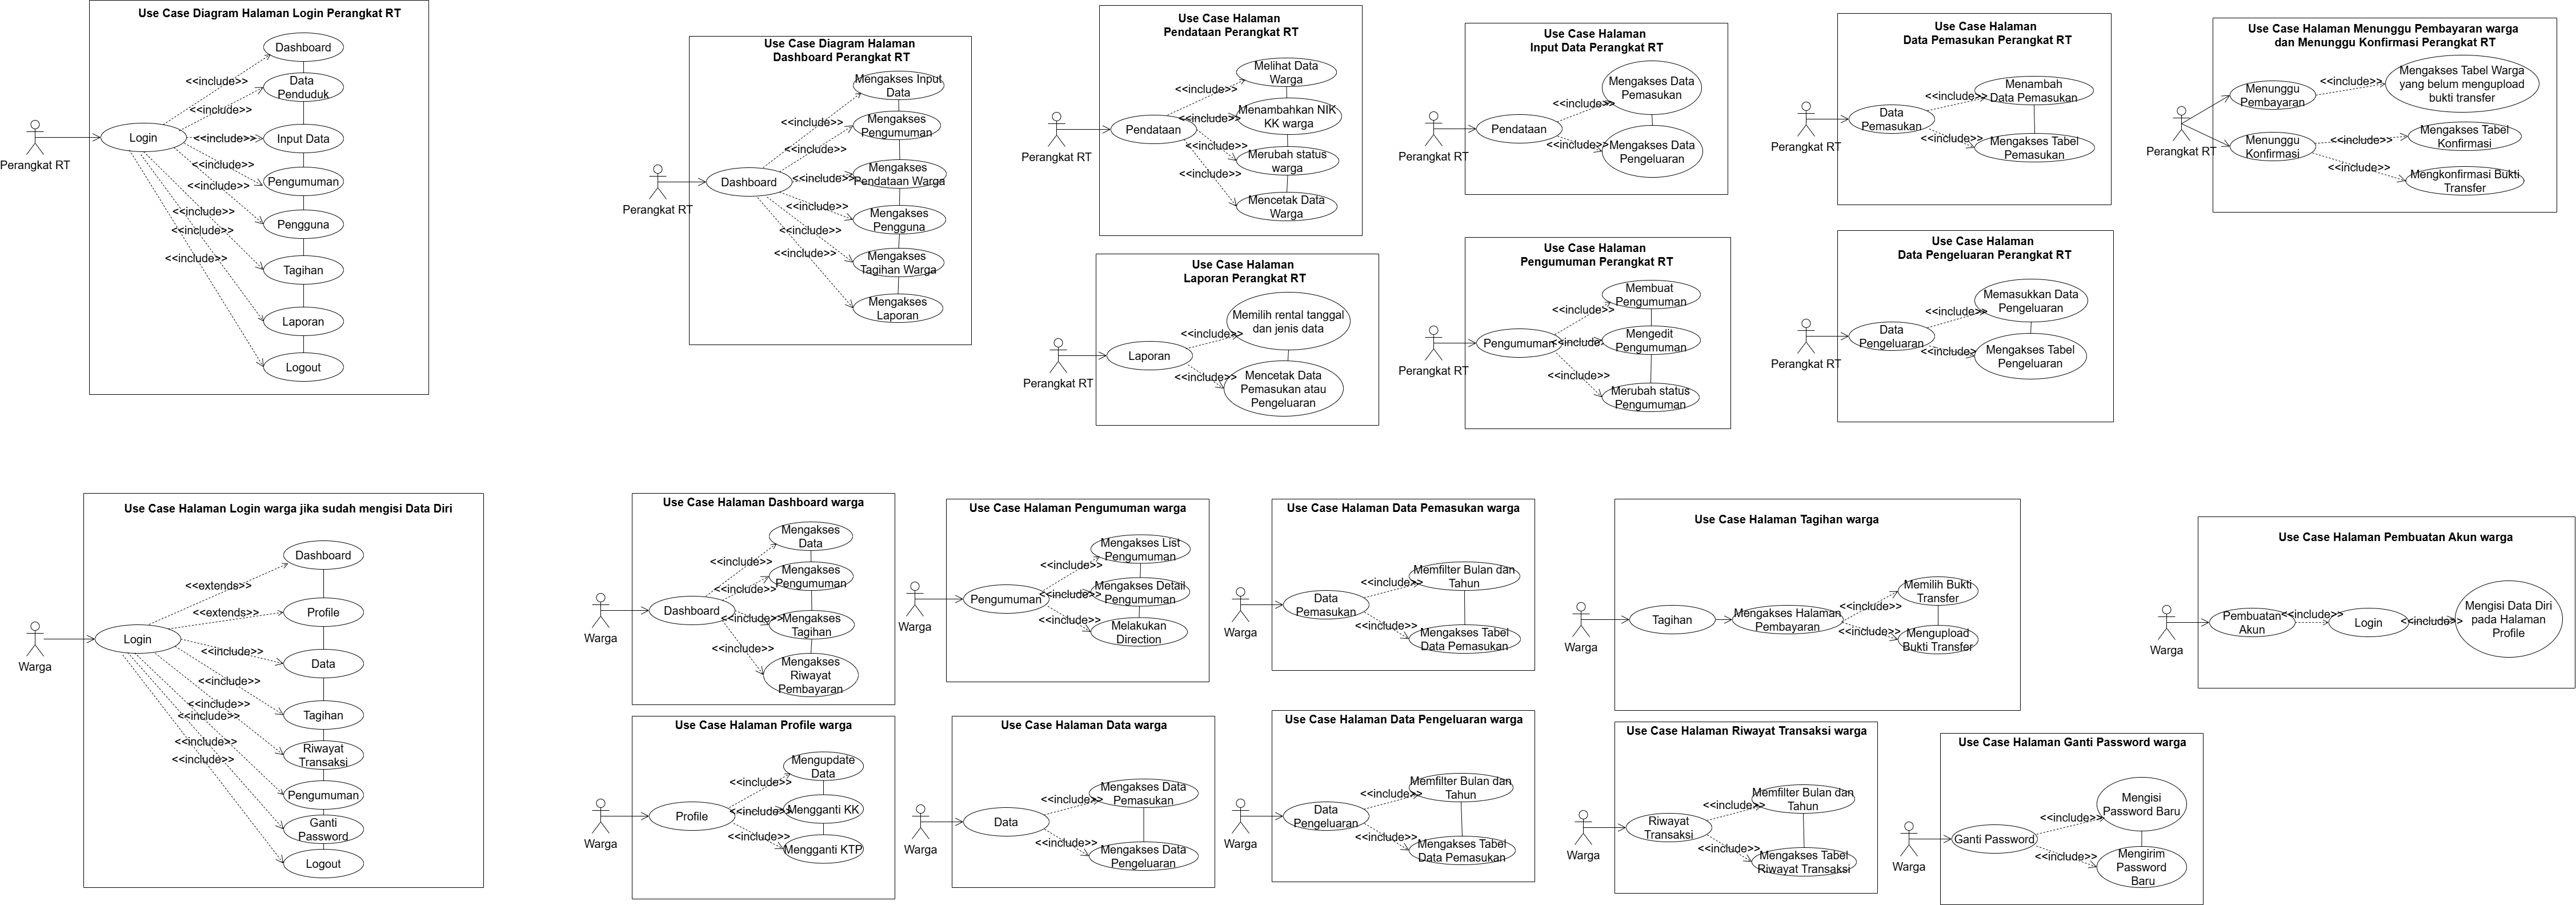 Use Case Diagram Halaman Login Perangkat RT
Dashboard
<<include>>
Data
Penduduk
<<include>>
Perangkat RT
Login
<<include>>
Input Data
<<include>>
Pengumuman
<<include>>
Pengguna
<<include>>
<<include>>
Tagihan
<<include>>
Laporan
Logout
Use Case Diagram Halaman
Dashboard Perangkat RT
Mengakses Input
Data
<<include>>
Mengakses
Pengumuman
<<include>>
Perangkat RT
Dashboard
<<include>>
Mengakses
Pendataan Warga
<<include>>
Mengakses
Pengguna
<<include>>
<<include>>
Mengakses
Tagihan Warga
Mengakses
Laporan
Use Case Halaman
Pendataan Perangkat RT
Melihat Data
Warga
<<include>>
Menambahkan NIK
KK warga
<<include>>
Perangkat RT
Pendataan
<<include>>
Merubah status
warga
<<include>>
Mencetak Data
Warga
Use Case Halaman
Laporan Perangkat RT
Memilih rental tanggal
dan jenis data
<<include>>
Perangkat RT
Laporan
<<include>>
Mencetak Data
Pemasukan atau
Pengeluaran
Use Case Halaman
Input Data Perangkat RT
Mengakses Data
Pemasukan
<<include>>
Perangkat RT
Pendataan
<<include>>
Mengakses Data
Pengeluaran
Use Case Halaman
Pengumuman Perangkat RT
Membuat
Pengumuman
<<include>>
Perangkat RT
Pengumuman
<<include>
Mengedit
Pengumuman
<<include>>
Merubah status
Pengumuman
Use Case Halaman
Data Pemasukan Perangkat RT
Menambah
Data Pemasukan
<<include>>
Perangkat RT
Data
Pemasukan
<<include>>
Mengakses Tabel
Pemasukan
Use Case Halaman
Data Pengeluaran Perangkat RT
Memasukkan Data
Pengeluaran
<<include>>
Perangkat RT
Data
Pengeluaran
<<include>
Mengakses Tabel
Pengeluaran
Use Case Halaman Menunggu Pembayaran warga
dan Menunggu Konfirmasi Perangkat RT
Menunggu
Pembayaran
<<include>>
Mengakses Tabel Warga
yang belum mengupload
bukti transfer
Perangkat RT
Menunggu
Konfirmasi
<<include>>
Mengakses Tabel
Konfirmasi
<<include>>
Mengkonfirmasi Bukti
Transfer
Use Case Halaman Login warga jika sudah mengisi Data Diri
Dashboard
<<extends>>
<<extends>>
Profile
Warga
Login
<<include>>
Data
<<include>>
<<include>>
<<include>>
Tagihan
<<include>>
Riwayat
Transaksi
<<include>>
Pengumuman
Ganti
Password
Logout
Use Case Halaman Dashboard warga
Mengakses
Data
<<include>>
Mengakses
Pengumuman
<<include>>
Warga
Dashboard
<<include>>
Mengakses
Tagihan
<<include>>
Mengakses
Riwayat
Pembayaran
Use Case Halaman Profile warga
Mengupdate
Data
<<include>>
Warga
Profile
<<include>>
Mengganti KK
<<include>>
Mengganti KTP
Use Case Halaman Pengumuman warga
Mengakses List
Pengumuman
<<include>>
Warga
Pengumuman
<<include>>
Mengakses Detail
Pengumuman
<<include>>
Melakukan
Direction
Use Case Halaman Data warga
Mengakses Data
Pemasukan
<<include>>
Warga
Data
<<include>>
Mengakses Data
Pengeluaran
Use Case Halaman Data Pemasukan warga
Memfilter Bulan dan
Tahun
<<include>>
Warga
Data
Pemasukan
<<include>>
Mengakses Tabel
Data Pemasukan
Use Case Halaman Data Pengeluaran warga
Memfilter Bulan dan
Tahun
<<include>>
Warga
Data
Pengeluaran
<<include>>
Mengakses Tabel
Data Pemasukan
Use Case Halaman Tagihan warga
Warga
Tagihan
Mengakses Halaman
Pembayaran
<<include>>
Memilih Bukti
Transfer
<<include>>
Mengupload
Bukti Transfer
Use Case Halaman Riwayat Transaksi warga
Memfilter Bulan dan
Tahun
<<include>>
Warga
Riwayat
Transaksi
<<include>>
Mengakses Tabel
Riwayat Transaksi
Use Case Halaman Ganti Password warga
Mengisi
Password Baru
<<include>>
Warga
Ganti Password
<<include>>
Mengirim
Password
Baru
Use Case Halaman Pembuatan Akun warga
Warga
Pembuatan
Akun
<<include>>
Login
<<include>>
Mengisi Data Diri
pada Halaman
Profile